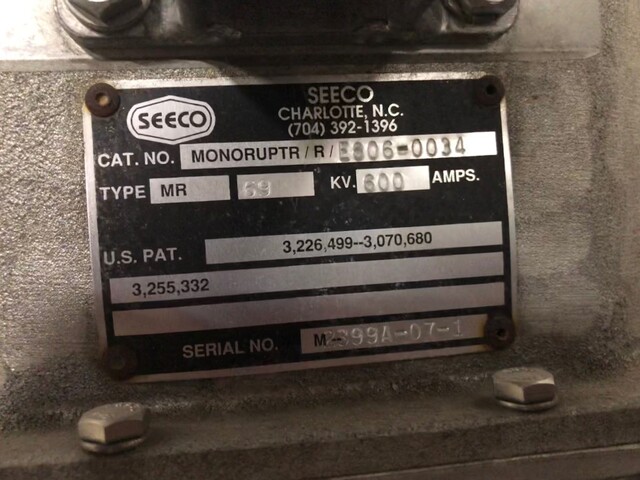 SEECO
SEECO
CHARLOTTE, N.C.
(704) 392-1396
CAT. NO. MONORUPTR/R/E806-0034
TYPE MR 69 KV. 600 AMPS.
U.S. PAT. 3,226,499--3,070,680
3,255,332
SERIAL NO.